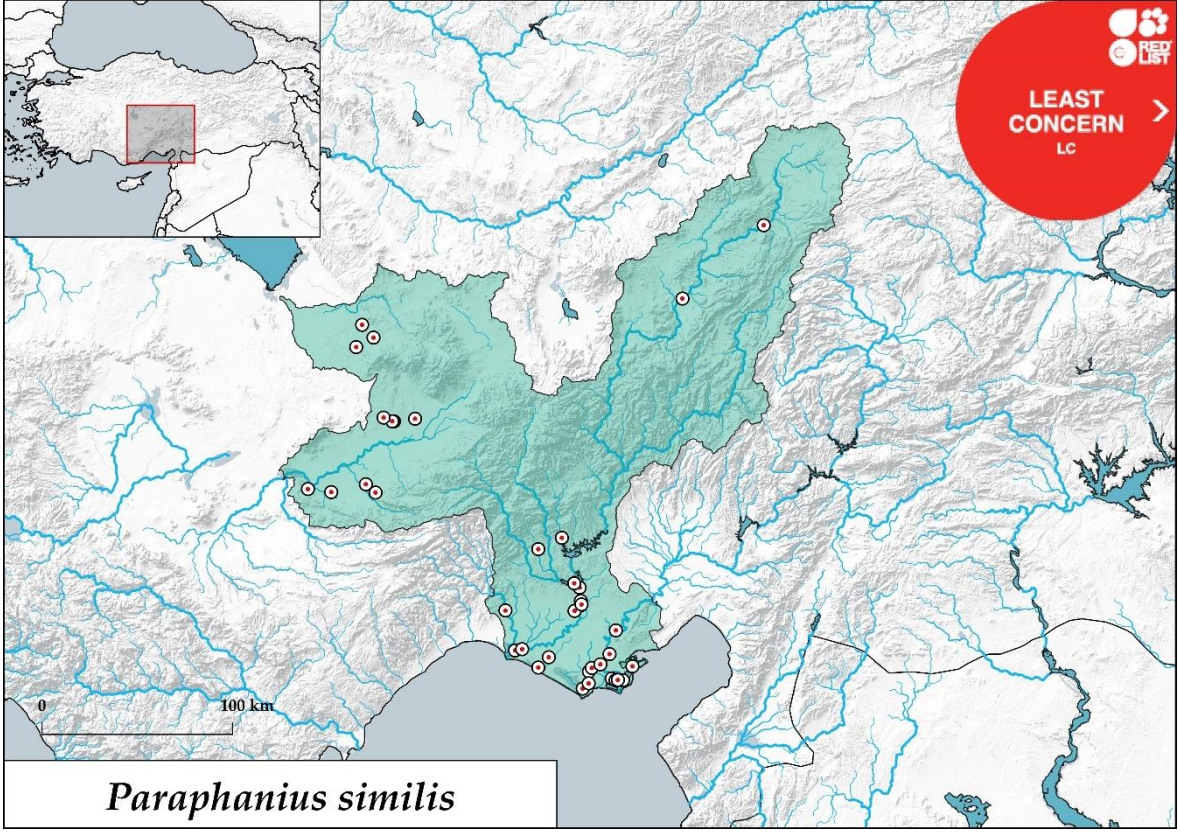 RED
LIST
LEAST
CONCERN
LC
0 100 km
Paraphanius similis